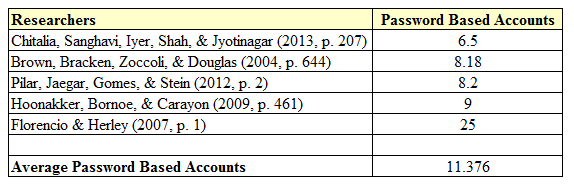 Researchers Password Based Accounts
Chitalia, Sanghavi, Iyer, Shah, & Jyotinagar (2013, p. 207) 6.5
Brown, Bracken, Zoccoli, & Douglas (2004, p. 644) 8.18
Pilar, Jaegar, Gomes, & Stein (2012, p. 2) 8.2
Hoonakker, Bornoe, & Carayon (2009, p. 461) 9
Florencio & Herley (2007, p. 1) 25
Average Password Based Accounts 11.376